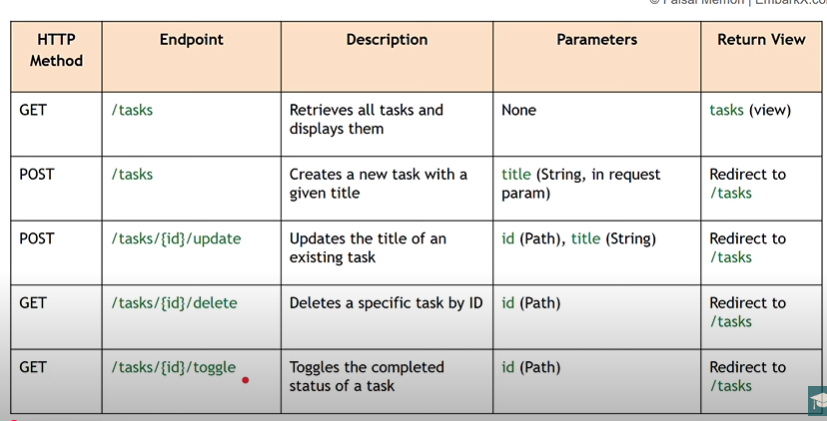 © Faisal Memon | EmbarkX.co
HTTP Method
Endpoint
Description
Parameters
Return View
GET
/tasks
Retrieves all tasks and
displays them
None
tasks (view)
POST
/tasks
Creates a new task with a
given title
title (String, in request
param)
Redirect to
/tasks
POST
/tasks/{id}/update
Updates the title of an
existing task
id (Path), title (String)
Redirect to
/tasks
GET
/tasks/{id}/delete
Deletes a specific task by ID
id (Path)
Redirect to
/tasks
GET
/tasks/{id}/toggle
Toggles the completed
status of a task
id (Path)
Redirect to
/tasks